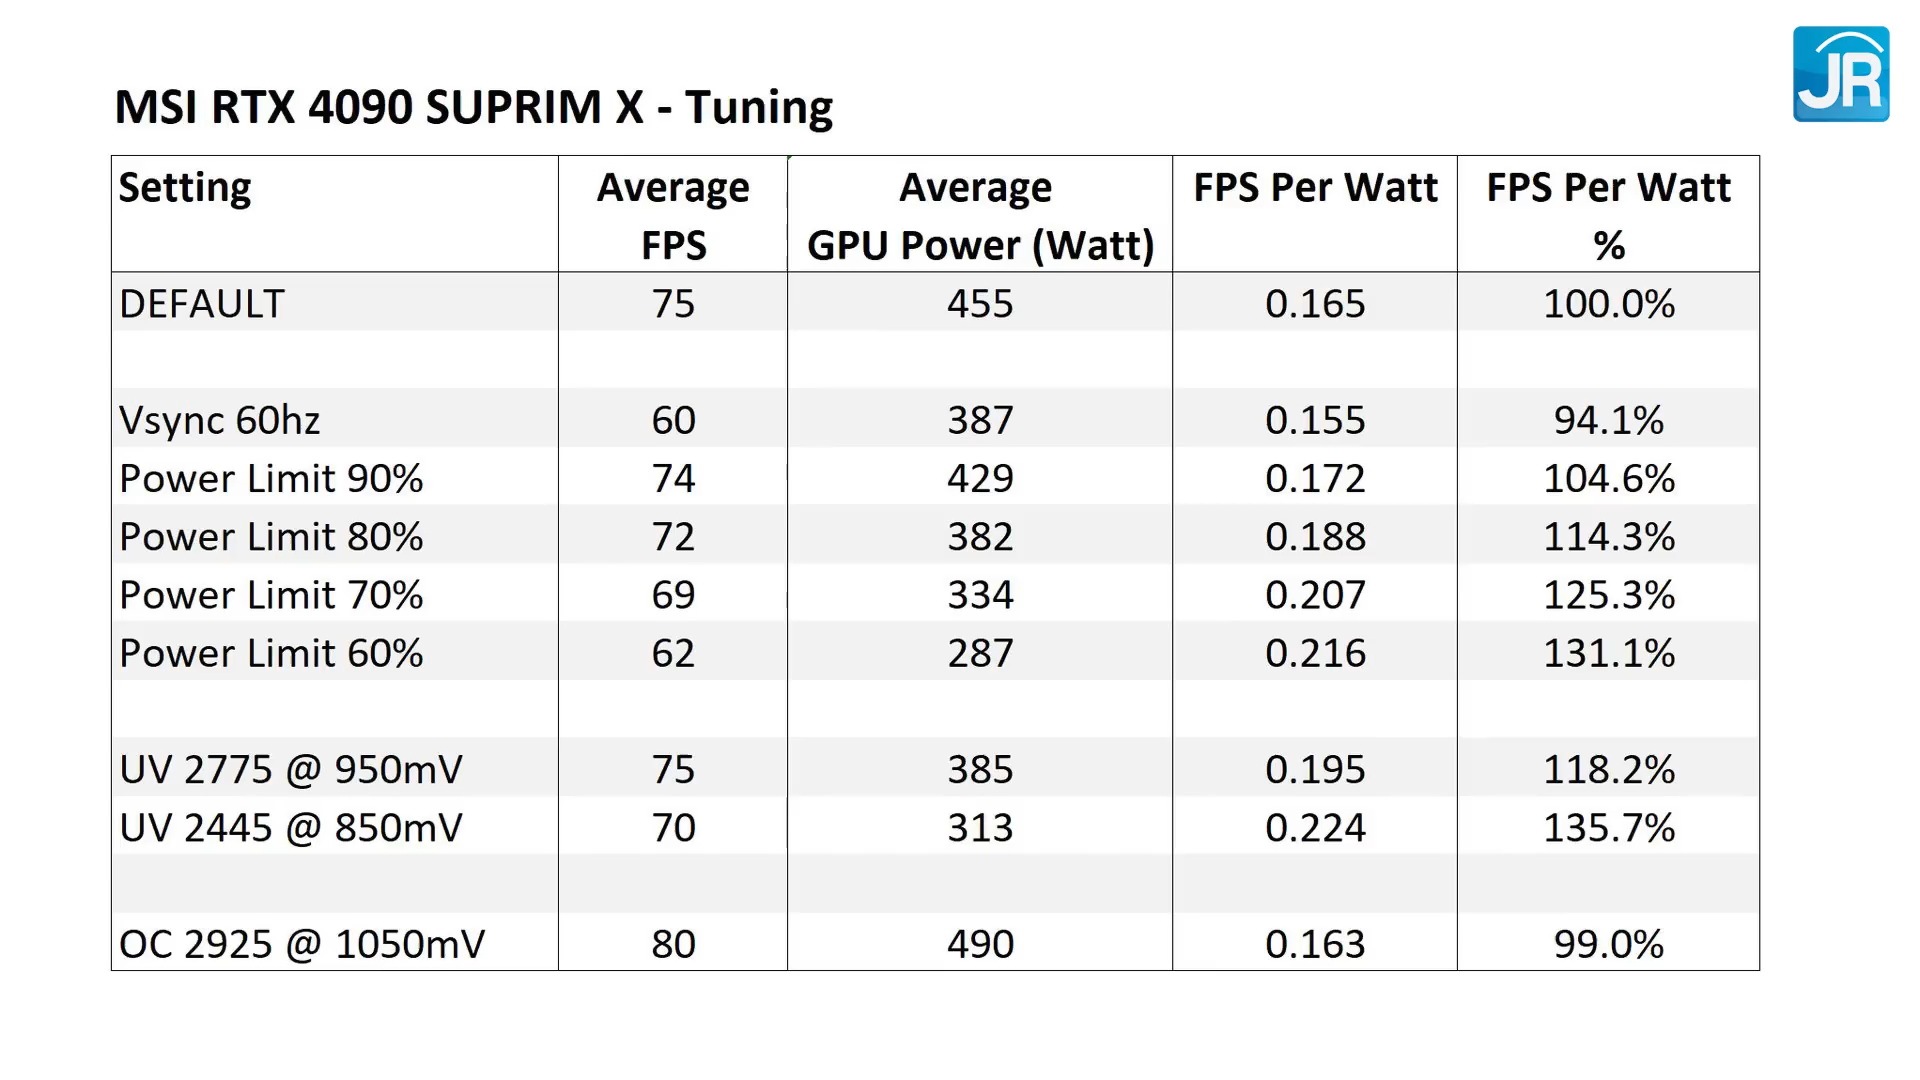 JR
MSI RTX 4090 SUPRIM X - Tuning
Setting Average FPS Average GPU Power (Watt) FPS Per Watt FPS Per Watt %
DEFAULT 75 455 0.165 100.0%
Vsync 60hz 60 387 0.155 94.1%
Power Limit 90% 74 429 0.172 104.6%
Power Limit 80% 72 382 0.188 114.3%
Power Limit 70% 69 334 0.207 125.3%
Power Limit 60% 62 287 0.216 131.1%
UV 2775 @ 950mV 75 385 0.195 118.2%
UV 2445 @ 850mV 70 313 0.224 135.7%
OC 2925 @ 1050mV 80 490 0.163 99.0%